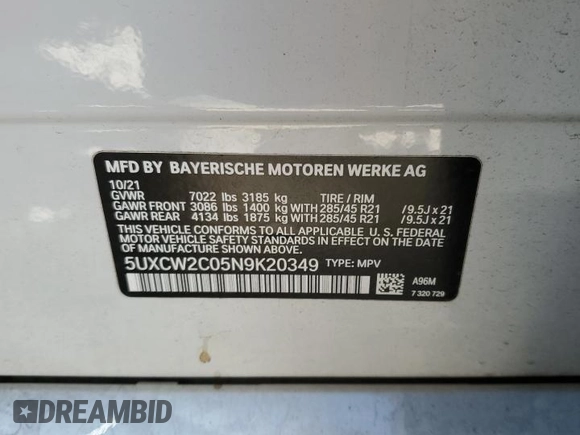 MFD BY BAYERISCHE MOTOREN WERKE AG
10/21
GVWR 7022 lbs 3185 kg TIRE / RIM
GAWR FRONT 3086 lbs 1400 kg WITH 285/45 R21 / 9.5J x 21
GAWR REAR 4134 lbs 1875 kg WITH 285/45 R21 / 9.5J x 21
THIS VEHICLE CONFORMS TO ALL APPLICABLE U. S. FEDERAL
MOTOR VEHICLE SAFETY STANDARDS IN EFFECT ON THE DATE
OF MANUFACTURE SHOWN ABOVE.
5UXCW2C05N9K20349 TYPE: MPV
A96M
7 320 729
DREAMBID